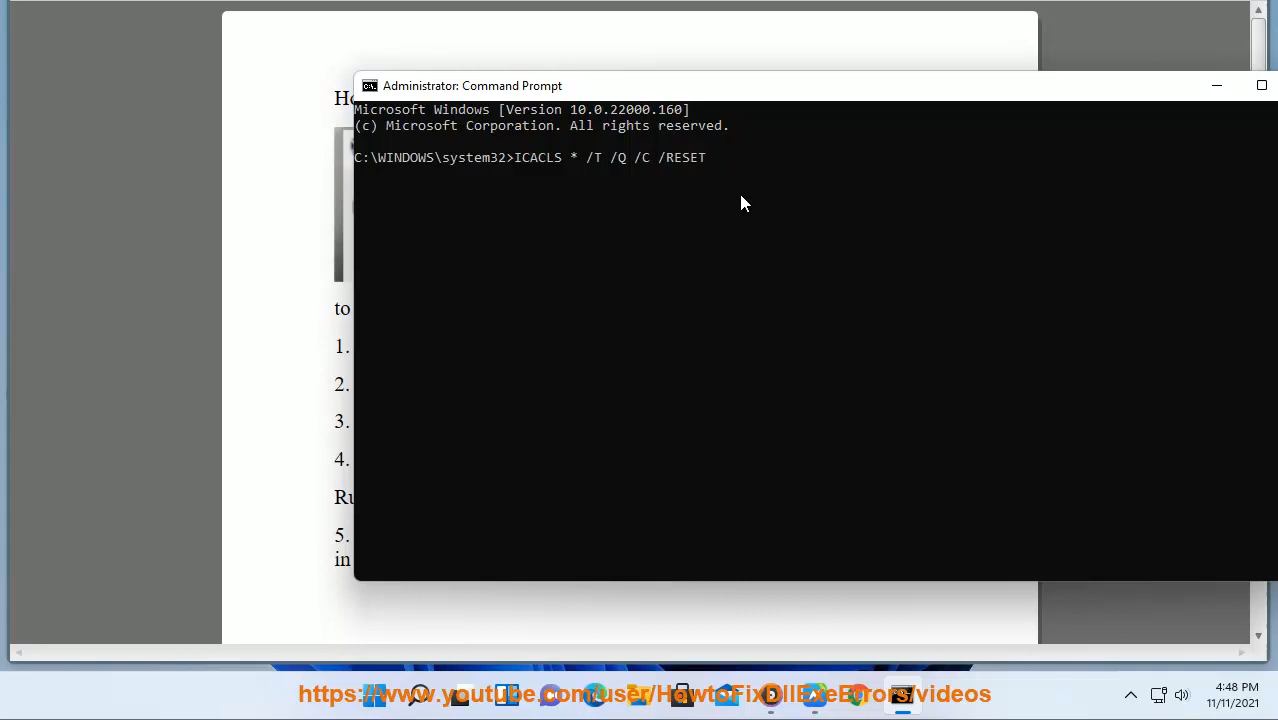 Administrator: Command Prompt
Ho
Microsoft Windows [Version 10.0.22000.160]
(c) Microsoft Corporation. All rights reserved.
C:\WINDOWS\system32>ICACLS * /T /Q /C /RESET
to
1.
2.
3.
4.
Ru
5.
in
https://www.youtube.com/user/HowtoFixDllExeErrors/videos
4:48 PM
11/11/2021